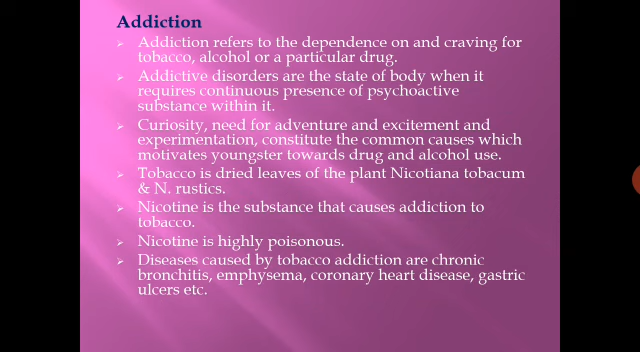 Addiction
Addiction refers to the dependence on and craving for
tobacco, alcohol or a particular drug.
Addictive disorders are the state of body when it
requires continuous presence of psychoactive
substance within it.
Curiosity, need for adventure and excitement and
experimentation, constitute the common causes which
motivates youngster towards drug and alcohol use.
Tobacco is dried leaves of the plant Nicotiana tobacum
& N. rustics.
Nicotine is the substance that causes addiction to
tobacco.
Nicotine is highly poisonous.
Diseases caused by tobacco addiction are chronic
bronchitis, emphysema, coronary heart disease, gastric
ulcers etc.